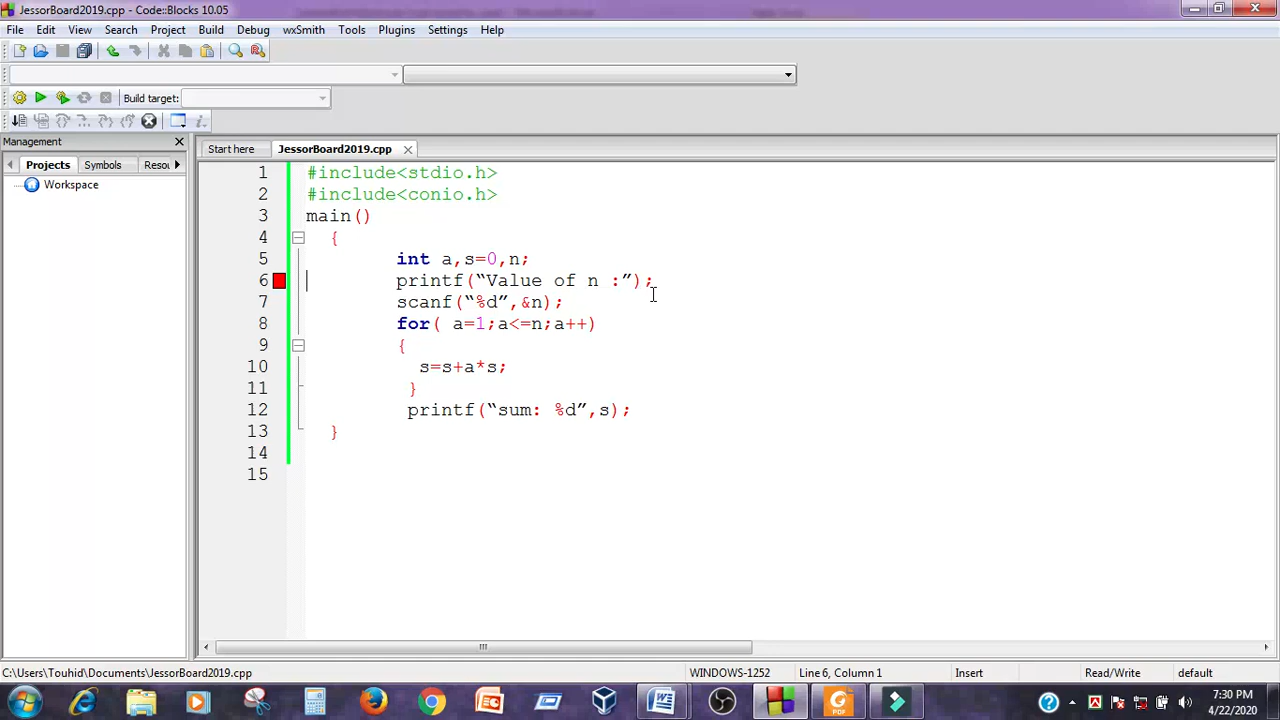 JessorBoard2019.cpp - Code::Blocks 10.05
File Edit View Search Project Build Debug wxSmith Tools Plugins Settings Help
Build target:
Management
Projects Symbols Resou
Start here JessorBoard2019.cpp
Workspace
1 #include<stdio.h>
2 #include<conio.h>
3 main()
4 {
5 int a,s=0,n;
6 printf(“Value of n :”);
7 scanf(“%d”,&n);
8 for( a=1;a<=n;a++)
9 {
10 s=s+a*s;
11 }
12 printf(“sum: %d”,s);
13 }
14
15
C:\Users\Touhid\Documents\JessorBoard2019.cpp WINDOWS-1252 Line 6, Column 1 Insert Read/Write default
7:30 PM
4/22/2020